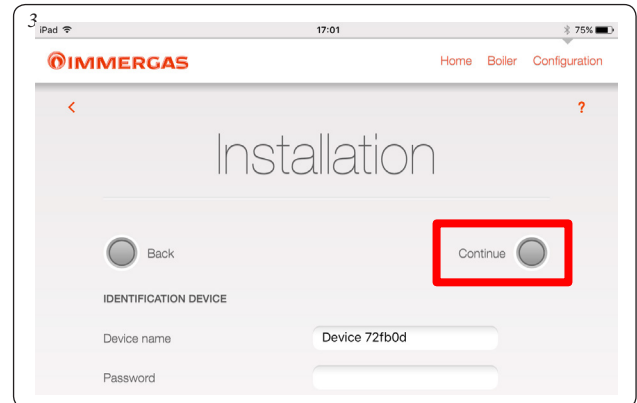 3
iPad 17:01 75%
IMMERGAS Home Boiler Configuration
< ?
Installation
Back Continue
IDENTIFICATION DEVICE
Device name Device 72fb0d
Password